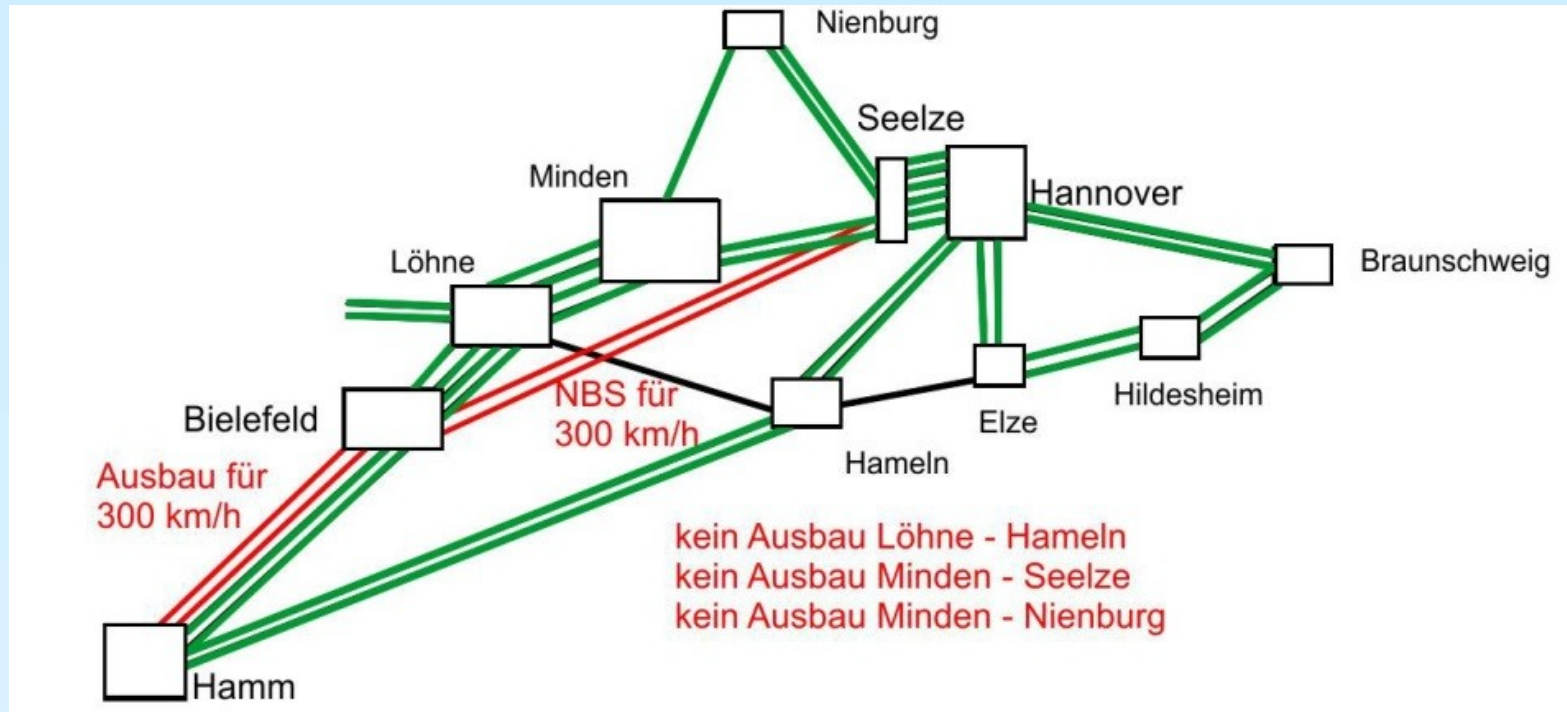 Nienburg
Seelze
Minden
Hannover
Löhne
Braunschweig
NBS für
300 km/h
Hildesheim
Bielefeld
Elze
Hameln
Ausbau für
300 km/h
kein Ausbau Löhne - Hameln
kein Ausbau Minden - Seelze
kein Ausbau Minden - Nienburg
Hamm